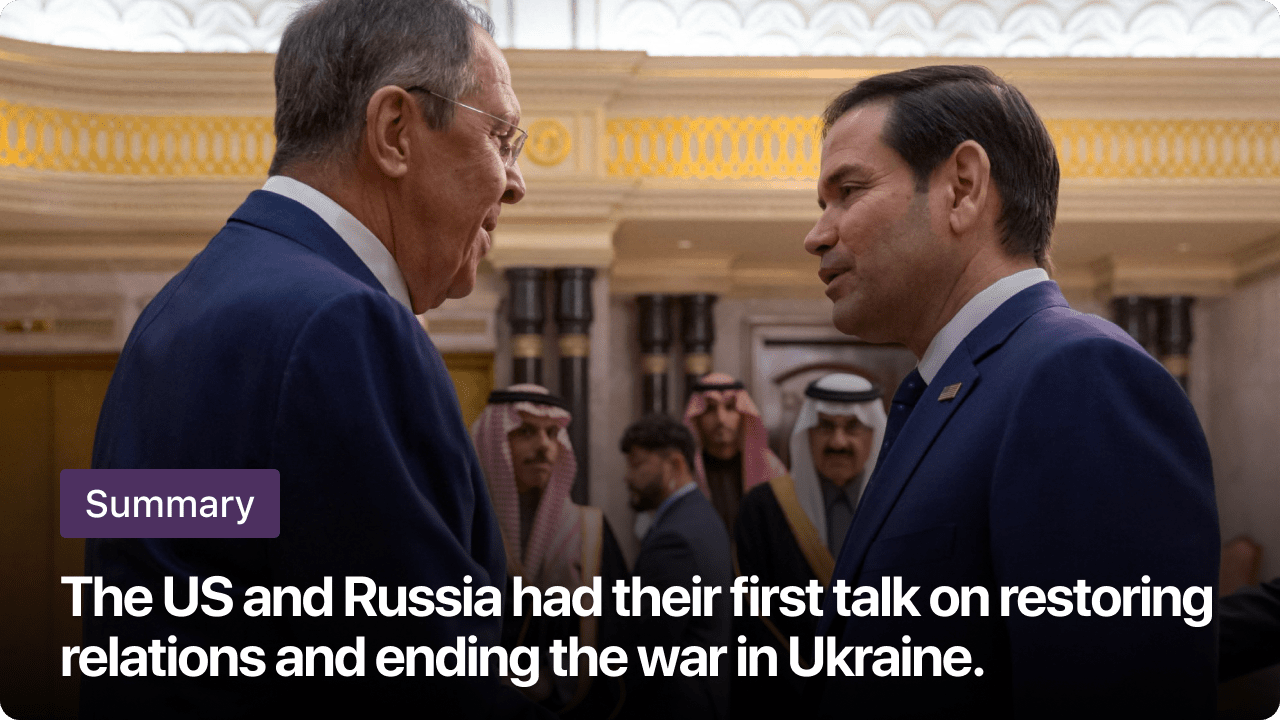 Summary
The US and Russia had their first talk on restoring
relations and ending the war in Ukraine.